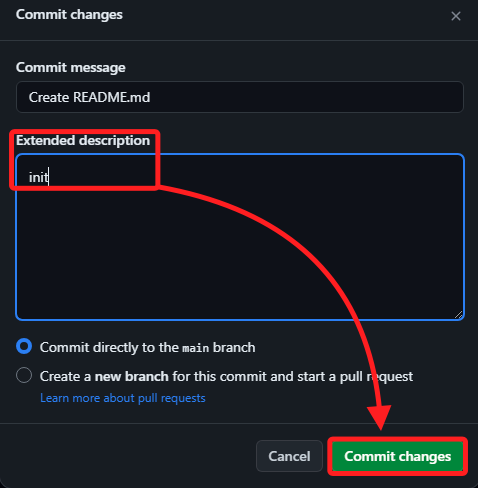 Commit changes
Commit message
Create README.md
Extended description
init
Commit directly to the main branch
Create a new branch for this commit and start a pull request
Learn more about pull requests
Cancel
Commit changes